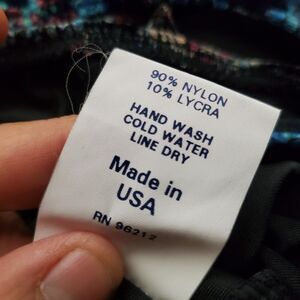 90% NYLON
10% LYCRA
HAND WASH
COLD WATER
LINE DRY
Made in
USA
RN 96212